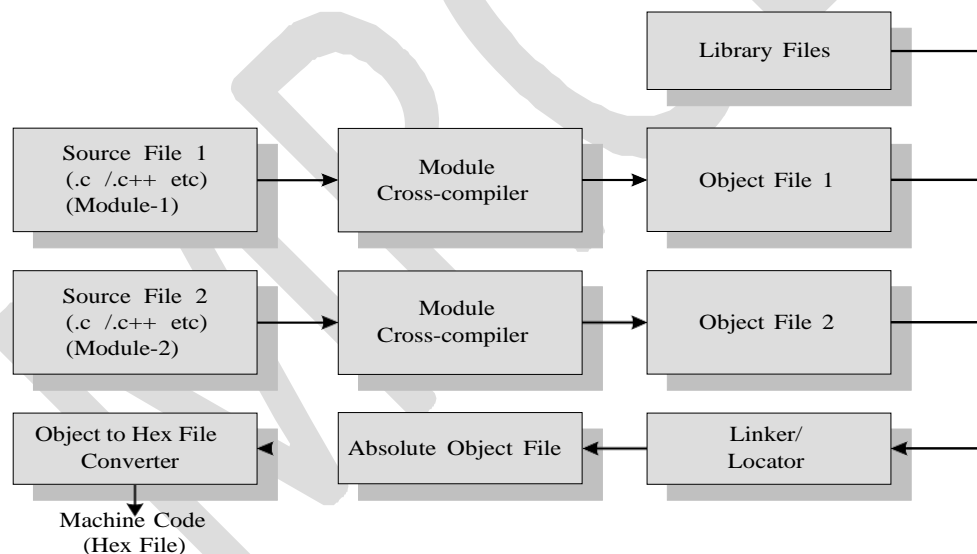 Library Files
Source File 1
(.c /.c++ etc)
(Module-1)
Module
Cross-compiler
Object File 1
Source File 2
(.c /.c++ etc)
(Module-2)
Module
Cross-compiler
Object File 2
Object to Hex File
Converter
Absolute Object File
Linker/
Locator
Machine Code
(Hex File)